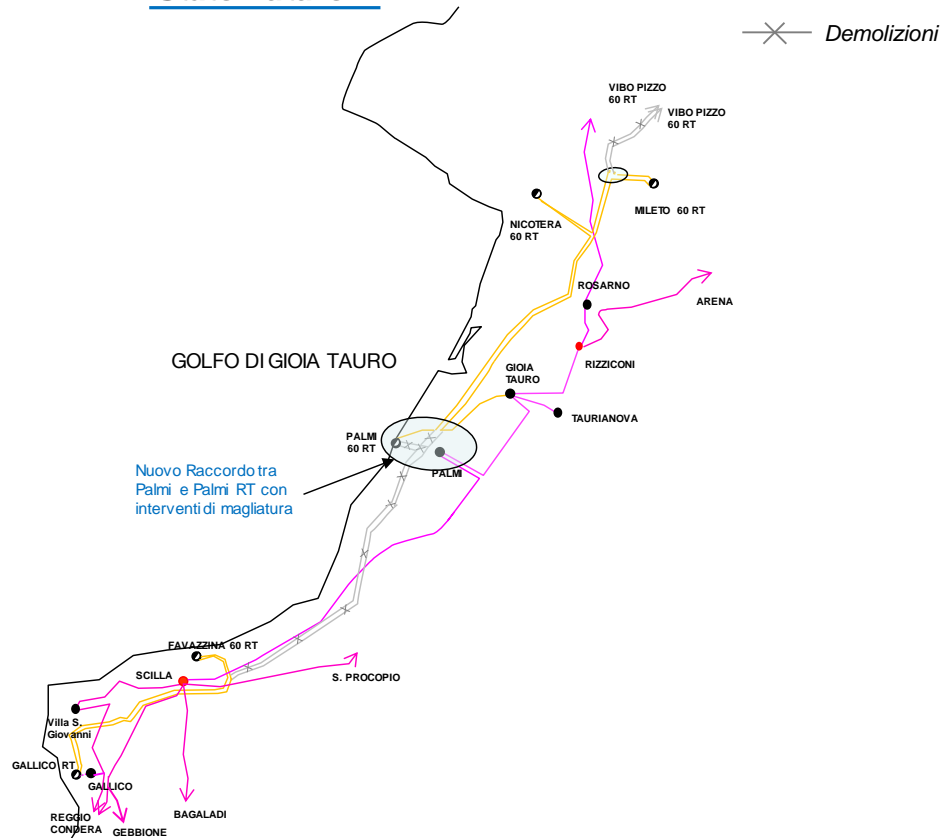 Demolizioni
VIBO PIZZO
60 RT
VIBO PIZZO
60 RT
MILETO 60 RT
NICOTERA
60 RT
ROSARNO
ARENA
GOLFO DI GIOIA TAURO
RIZZICONI
GIOIA
TAURO
TAURIANOVA
PALMI
60 RT
PALMI
Nuovo Raccordo tra
Palmi e Palmi RT con
interventi di magliatura
FAVAZZINA 60 RT
SCILLA
S. PROCOPIO
Villa S.
Giovanni
GALLICO RT
GALLICO
REGGIO
CONDERA
GEBBIONE
BAGALADI